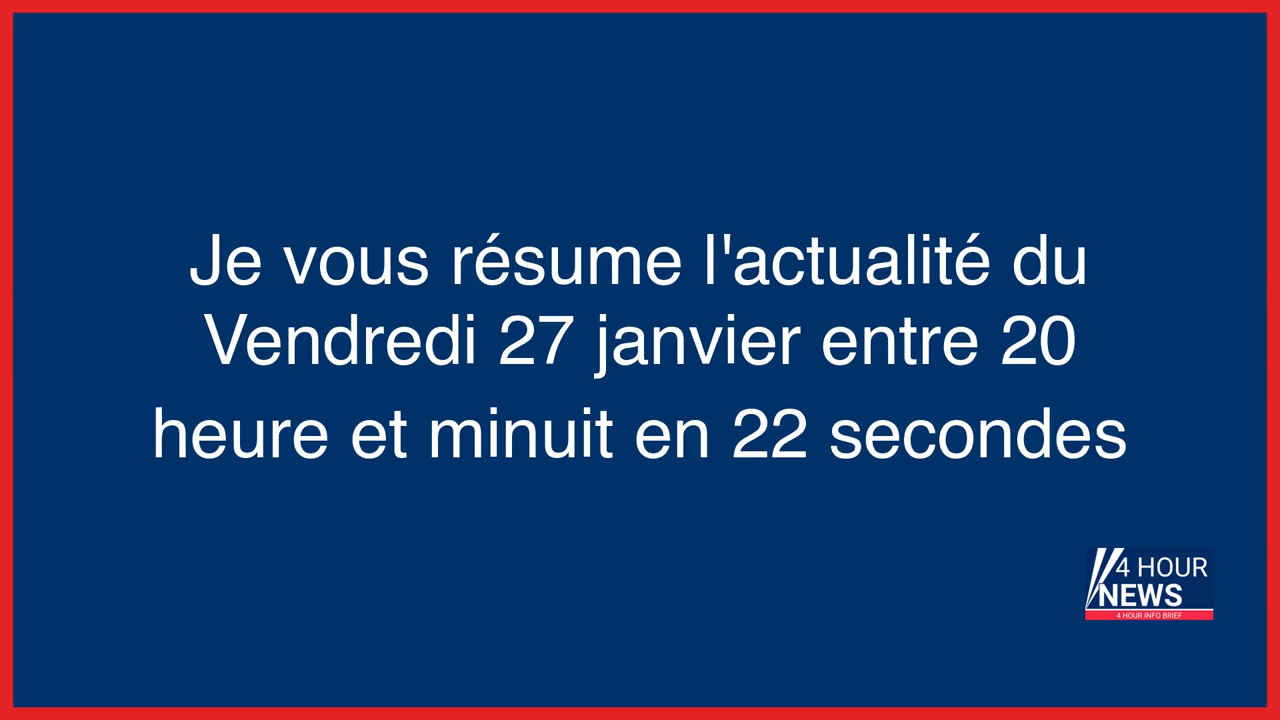 Je vous résume l'actualité du
Vendredi 27 janvier entre 20
heure et minuit en 22 secondes
4 HOUR
NEWS
4 HOUR INFO BRIEF